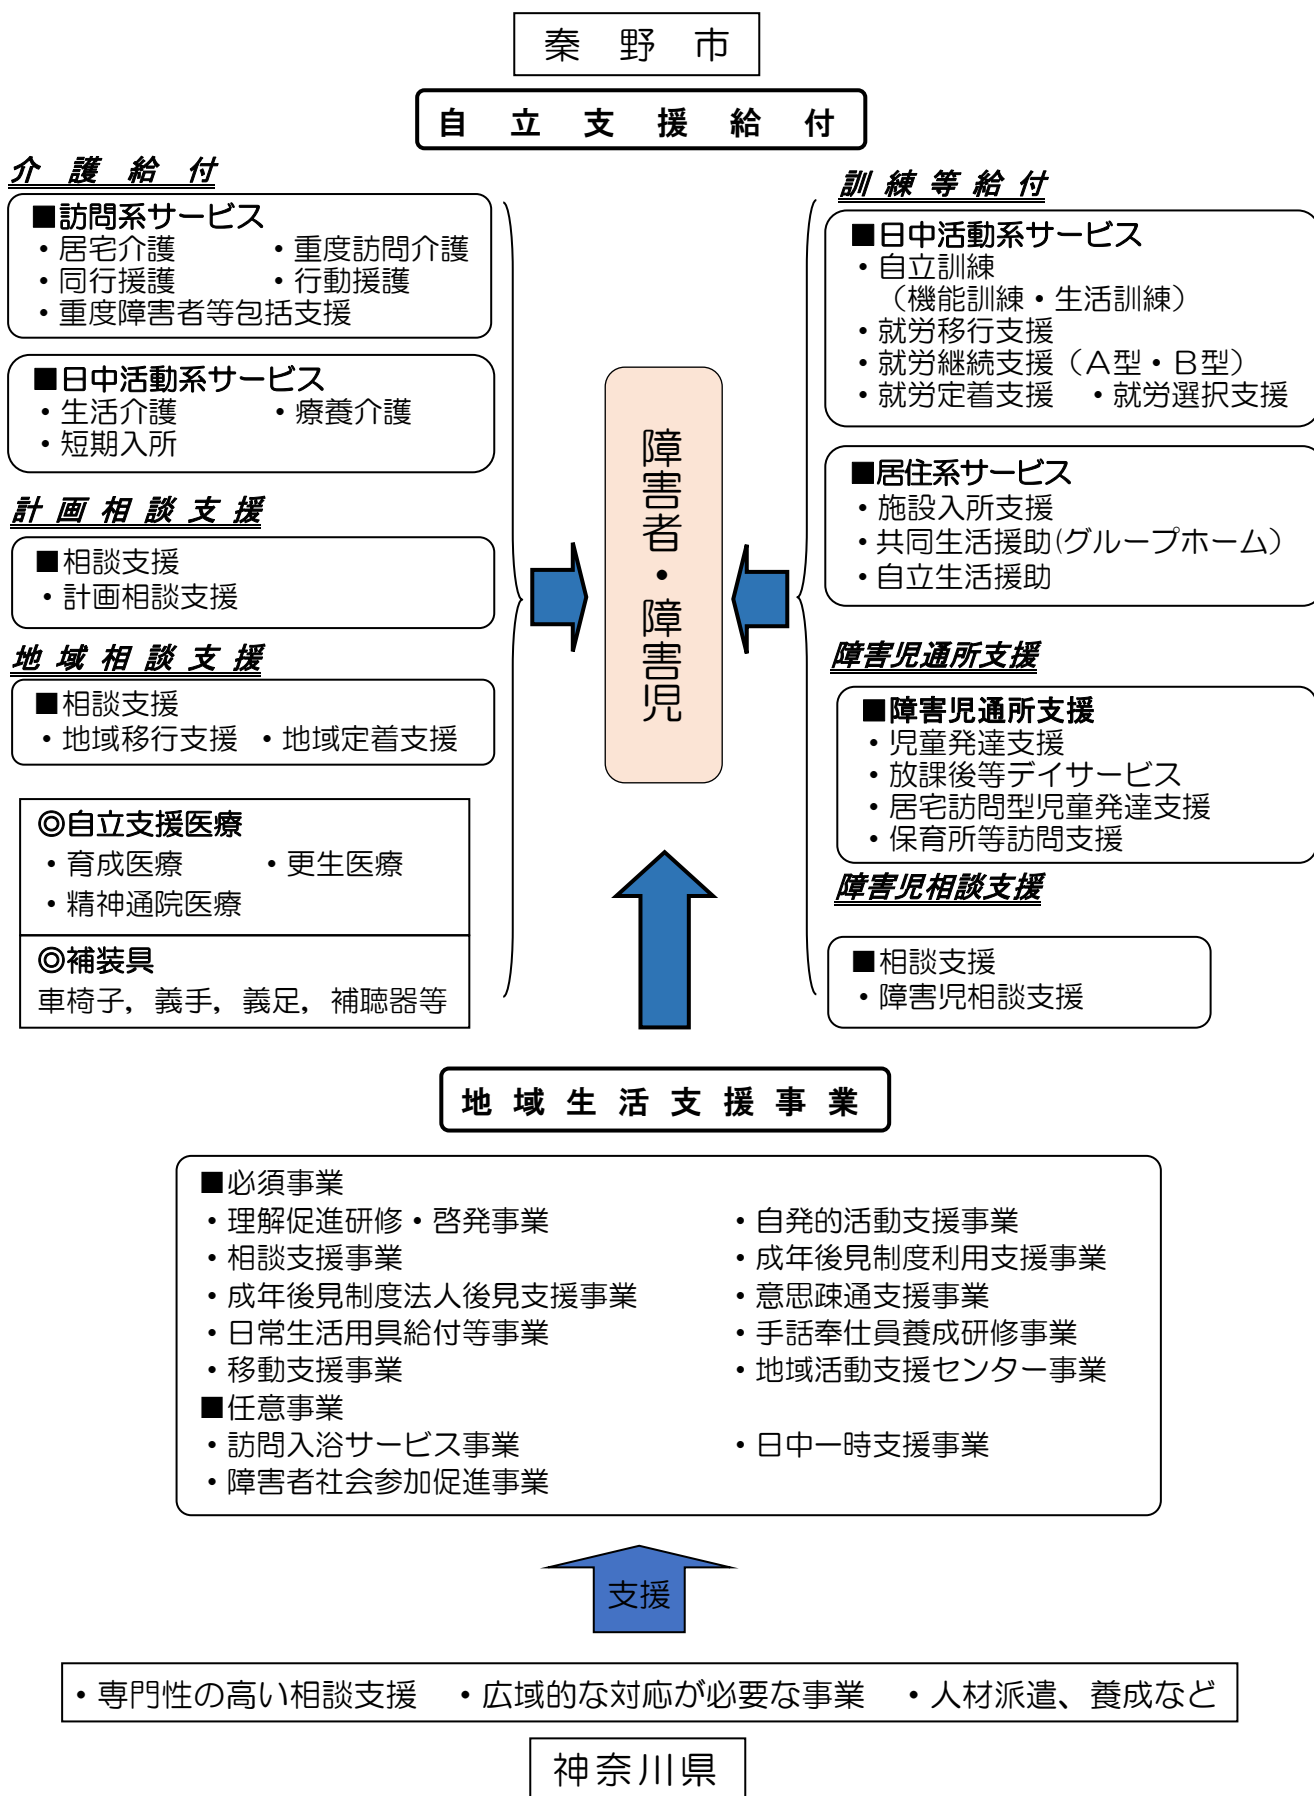 秦野市
自立支援給付
介護給付
■訪問系サービス
・居宅介護 ・重度訪問介護
・同行援護 ・行動援護
・重度障害者等包括支援
■日中活動系サービス
・生活介護 ・療養介護
・短期入所
計画相談支援
■相談支援
・計画相談支援
地域相談支援
■相談支援
・地域移行支援 ・地域定着支援
◎自立支援医療
・育成医療 ・更生医療
・精神通院医療
◎補装具
車椅子，義手，義足，補聴器等
障害者・障害児
訓練等給付
■日中活動系サービス
・自立訓練
（機能訓練・生活訓練）
・就労移行支援
・就労継続支援（A型・B型）
・就労定着支援 ・就労選択支援
■居住系サービス
・施設入所支援
・共同生活援助(グループホーム）
・自立生活援助
障害児通所支援
■障害児通所支援
・児童発達支援
・放課後等デイサービス
・居宅訪問型児童発達支援
・保育所等訪問支援
障害児相談支援
■相談支援
・障害児相談支援
地域生活支援事業
■必須事業
・理解促進研修・啓発事業 ・自発的活動支援事業
・相談支援事業 ・成年後見制度利用支援事業
・成年後見制度法人後見支援事業 ・意思疎通支援事業
・日常生活用具給付等事業 ・手話奉仕員養成研修事業
・移動支援事業 ・地域活動支援センター事業
■任意事業
・訪問入浴サービス事業 ・日中一時支援事業
・障害者社会参加促進事業
支援
・専門性の高い相談支援 ・広域的な対応が必要な事業 ・人材派遣、養成など
神奈川県